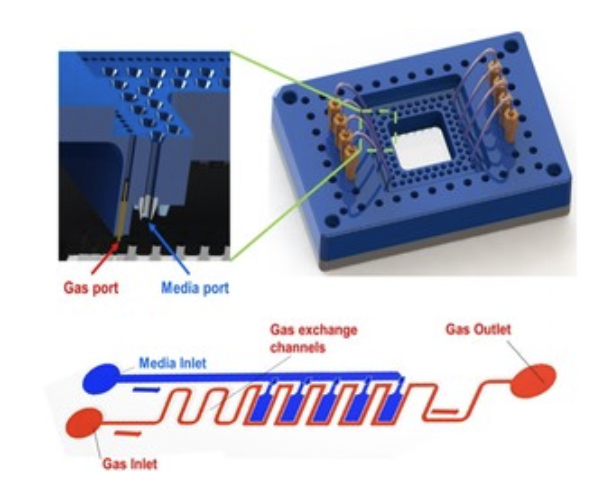 Gas port
Media port
Gas exchange
channels
Gas Outlet
Media Inlet
Gas Inlet